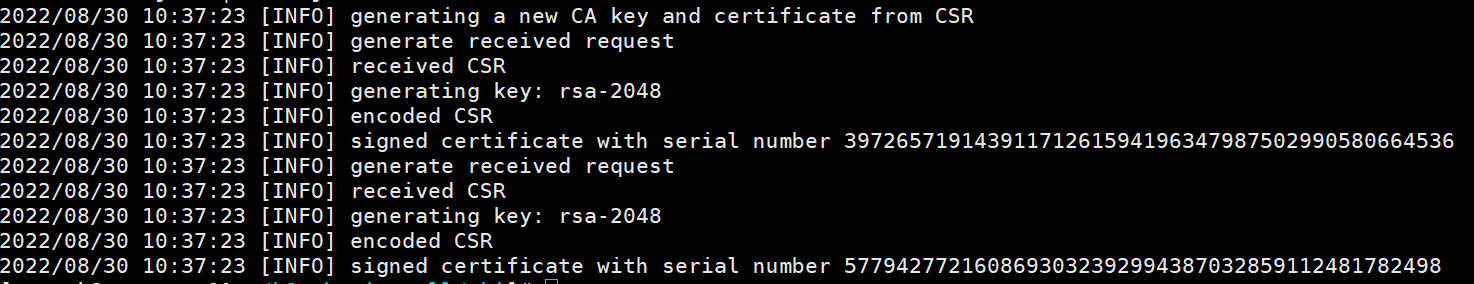 2022/08/30 10:37:23 [INFO] generating a new CA key and certificate from CSR
2022/08/30 10:37:23 [INFO] generate received request
2022/08/30 10:37:23 [INFO] received CSR
2022/08/30 10:37:23 [INFO] generating key: rsa-2048
2022/08/30 10:37:23 [INFO] encoded CSR
2022/08/30 10:37:23 [INFO] signed certificate with serial number 397265719143911712615941963479875029905806645​36
2022/08/30 10:37:23 [INFO] generate received request
2022/08/30 10:37:23 [INFO] received CSR
2022/08/30 10:37:23 [INFO] generating key: rsa-2048
2022/08/30 10:37:23 [INFO] encoded CSR
2022/08/30 10:37:23 [INFO] signed certificate with serial number 5779427721608693032392994387032859112481782498